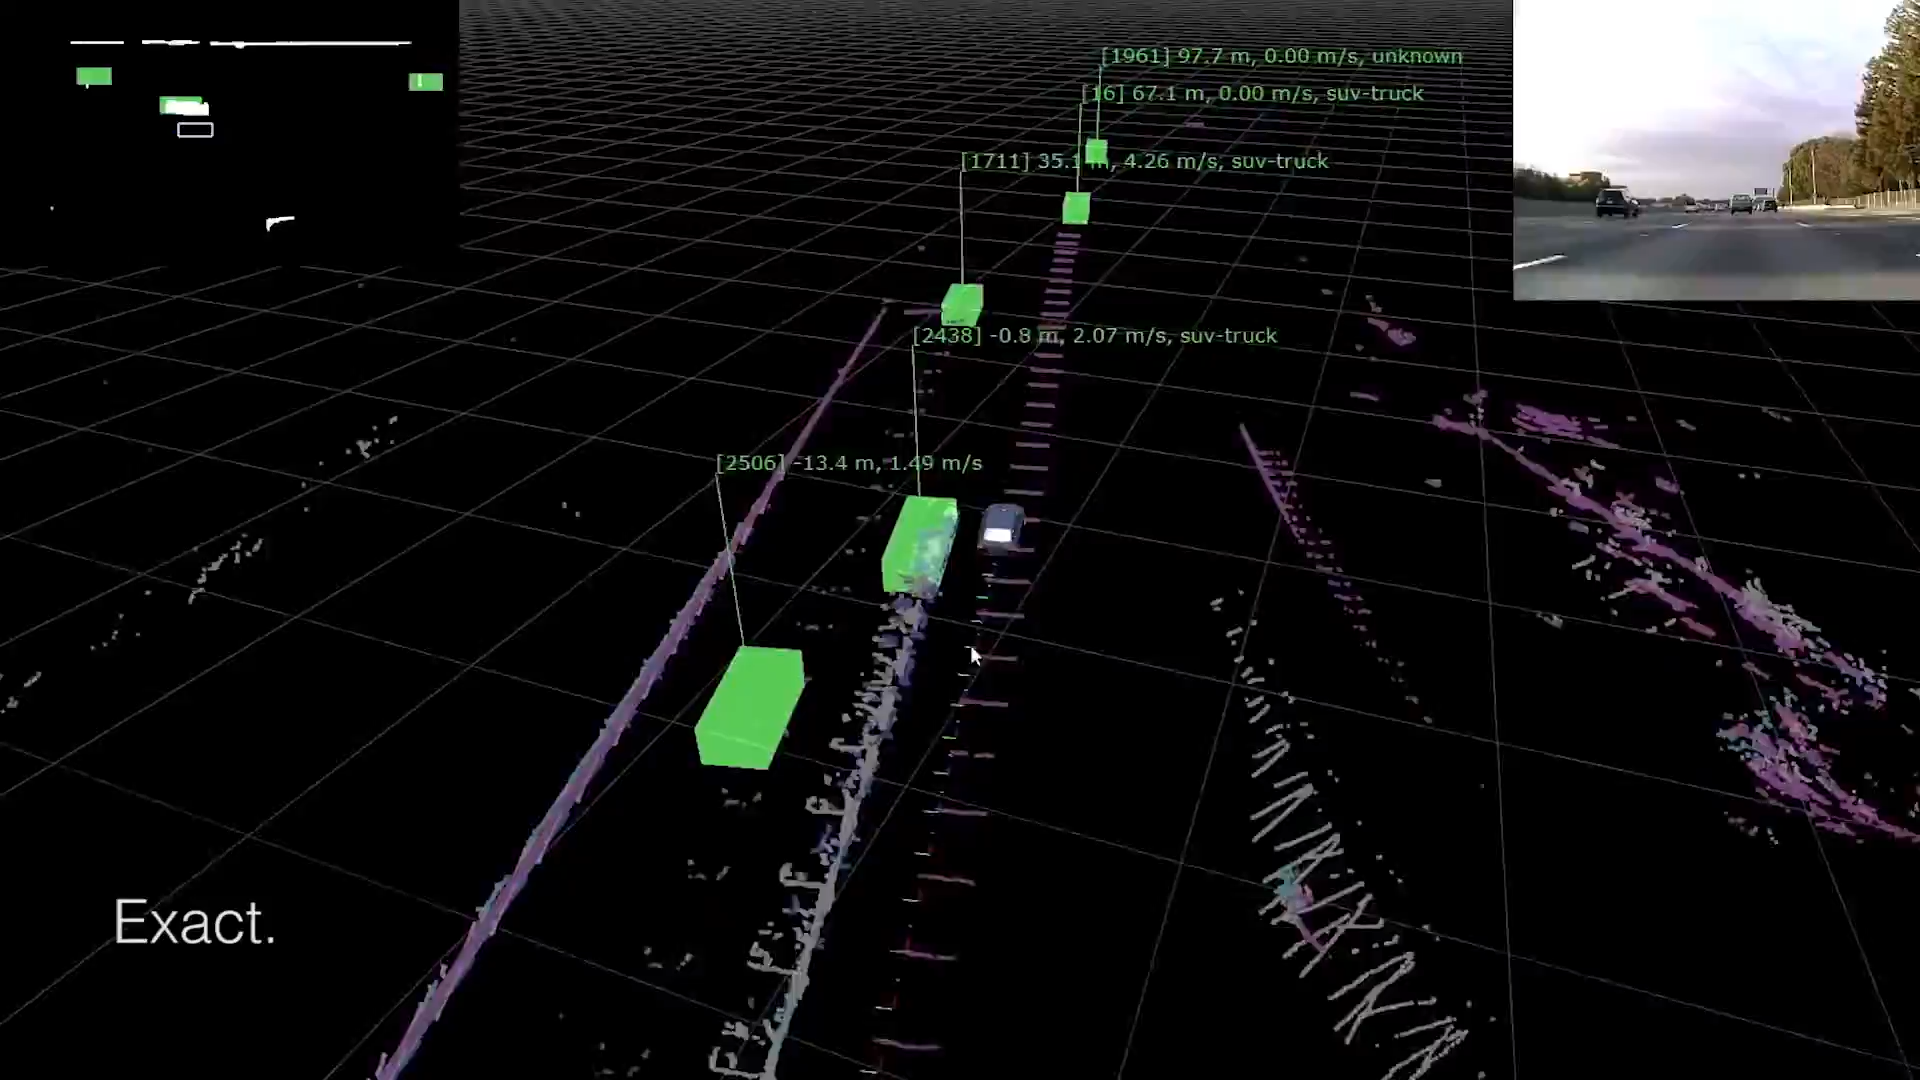 [1961] 97.7 m, 0.00 m/s, unknown
[16] 67.1 m, 0.00 m/s, suv-truck
[1711] 35.1 m, 4.26 m/s, suv-truck
[2438] -0.8 m, 2.07 m/s, suv-truck
[2506] -13.4 m, 1.49 m/s
Exact.